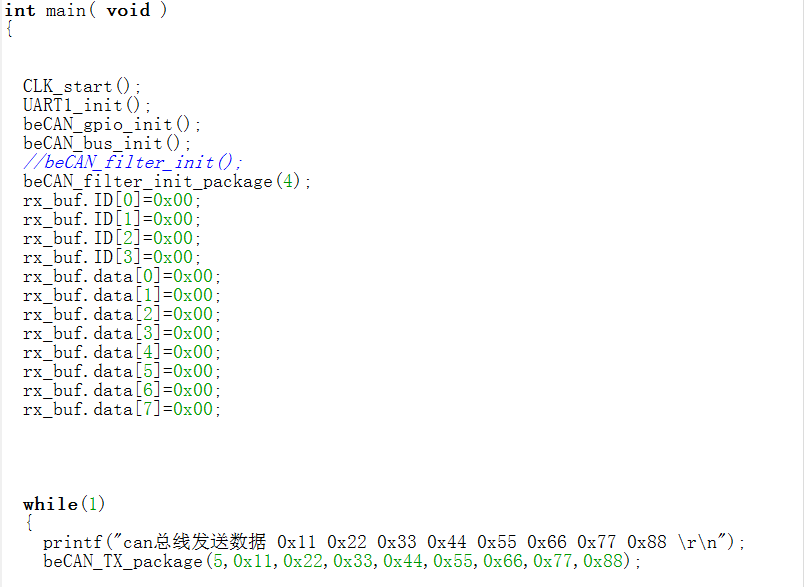 int main( void )
{
CLK_start();
UART1_init();
beCAN_gpio_init();
beCAN_bus_init();
//beCAN_filter_init();
beCAN_filter_init_package(4);
rx_buf.ID[0]=0x00;
rx_buf.ID[1]=0x00;
rx_buf.ID[2]=0x00;
rx_buf.ID[3]=0x00;
rx_buf.data[0]=0x00;
rx_buf.data[1]=0x00;
rx_buf.data[2]=0x00;
rx_buf.data[3]=0x00;
rx_buf.data[4]=0x00;
rx_buf.data[5]=0x00;
rx_buf.data[6]=0x00;
rx_buf.data[7]=0x00;
while(1)
{
printf("can总线发送数据 0x11 0x22 0x33 0x44 0x55 0x66 0x77 0x88 \r\n");
beCAN_TX_package(5,0x11,0x22,0x33,0x44,0x55,0x66,0x77,0x88);